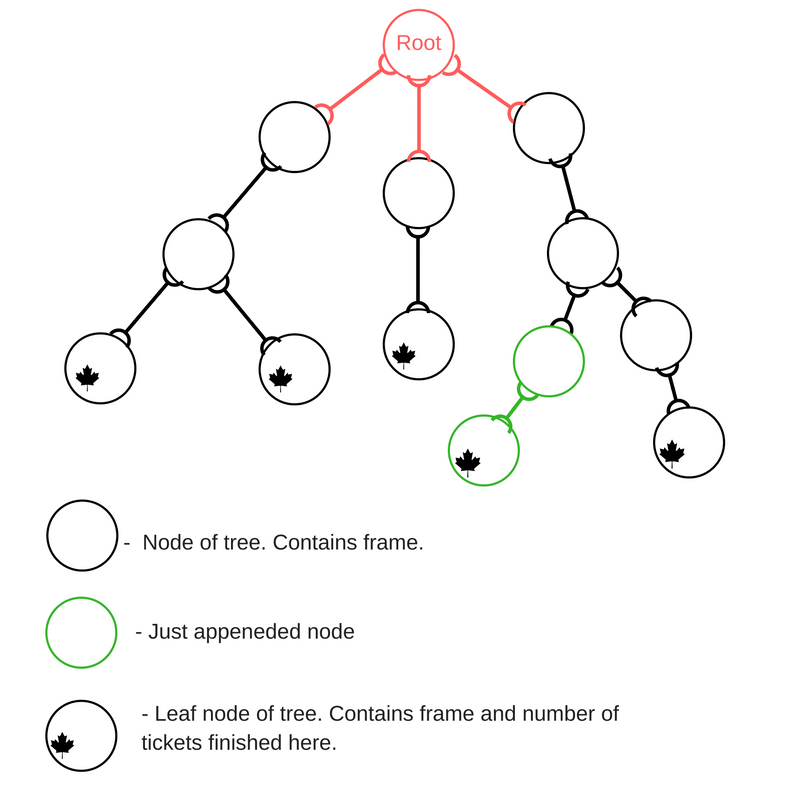 Root
- Node of tree. Contains frame.
- Just appeneded node
- Leaf node of tree. Contains frame and number of
tickets finished here.